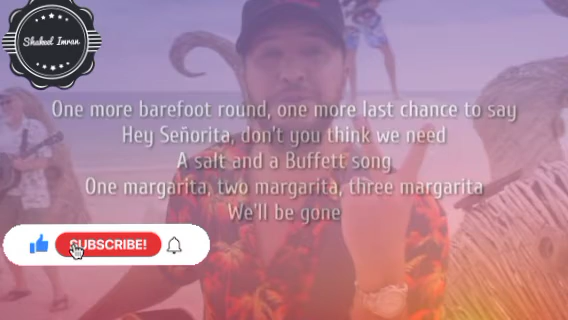 Shakeel Imran
One more barefoot round, one more last chance to say
Hey Señorita, don't you think we need
A salt and a Buffett song
One margarita, two margarita, three margarita
We'll be gone
SUBSCRIBE!